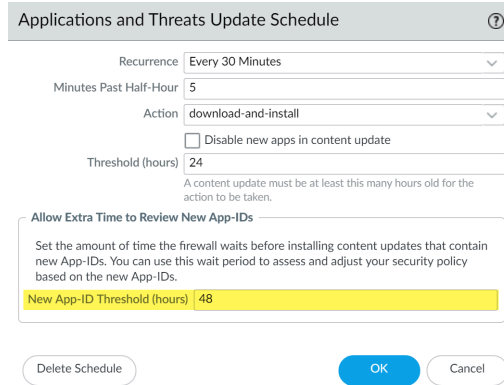 Applications and Threats Update Schedule
Recurrence Every 30 Minutes
Minutes Past Half-Hour 5
Action download-and-install
Disable new apps in content update
Threshold (hours) 24
A content update must be at least this many hours old for the
action to be taken.
Allow Extra Time to Review New App-IDs
Set the amount of time the firewall waits before installing content updates that contain
new App-IDs. You can use this wait period to assess and adjust your security policy
based on the new App-IDs.
New App-ID Threshold (hours) 48
Delete Schedule OK Cancel